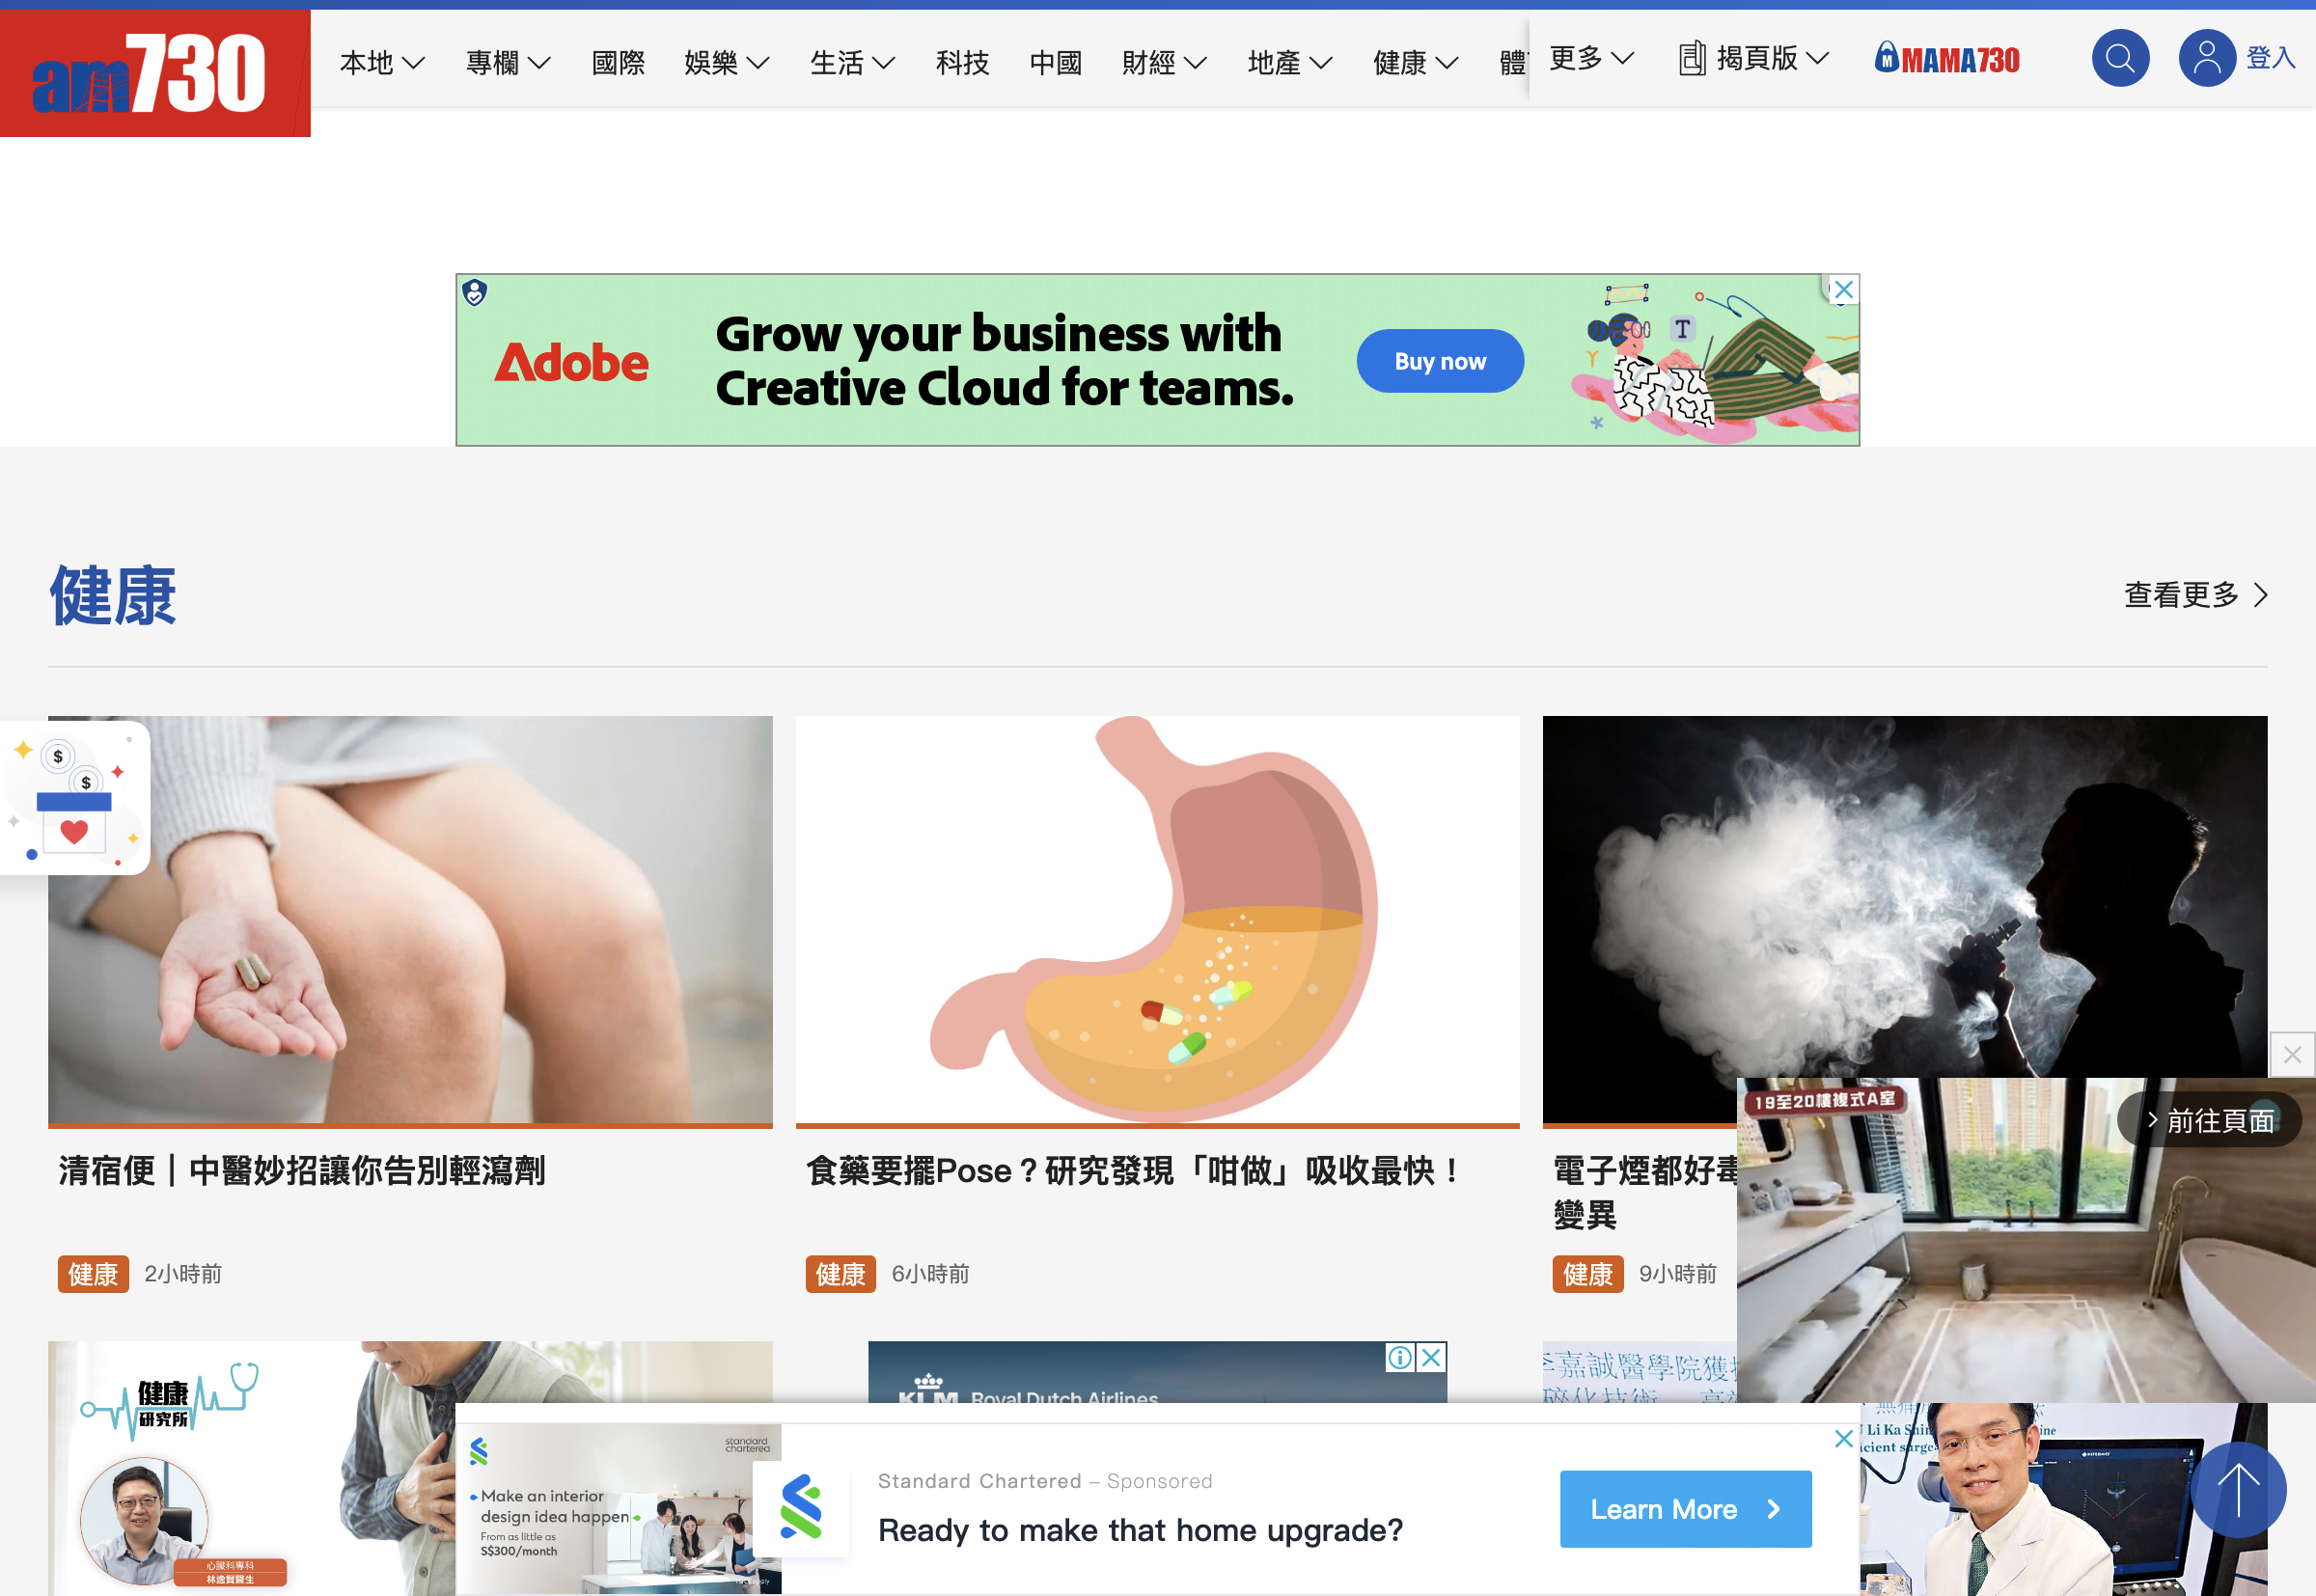 am730
本地
專欄
國際
娛樂
生活
科技
中國
財經
地產
健康
體
更多
揭頁版
MAMA730
登入
Adobe
Grow your business with
Creative Cloud for teams.
Buy now
T
健康
查看更多
$
$
清宿便｜中醫妙招讓你告別輕瀉劑
健康 2小時前
食藥要擺Pose？研究發現「咁做」吸收最快！
健康 6小時前
電子煙都好毒
變異
健康 9小時前
19至20樓複式A室
前往頁面
健康
研究所
心臟科專科
林逸賢醫生
KLM Royal Dutch Airlines
李嘉誠醫學院獲
standard
chartered
Make an interior
design idea happen
From as little as
S$300/month
Standard Chartered – Sponsored
Ready to make that home upgrade?
Learn More